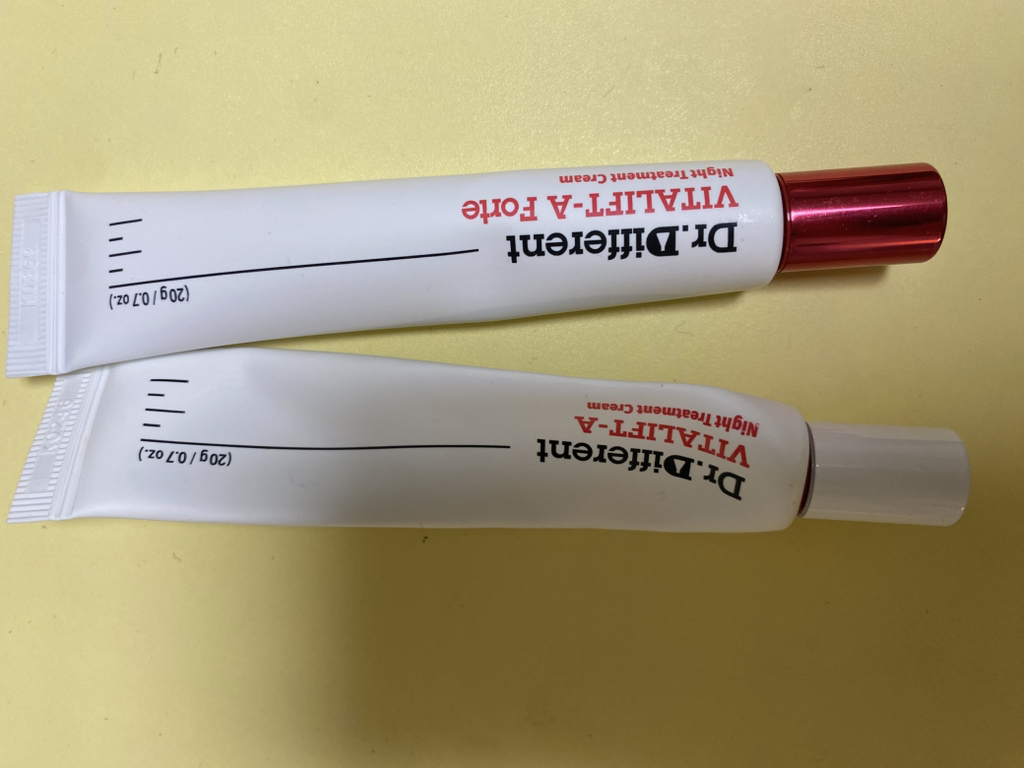 Dr.Different
VITALIFT-A Forte
Night Treatment Cream
(20g / 0.7 oz.)
Dr.Different
VITALIFT-A
Night Treatment Cream
(20g / 0.7 oz.)